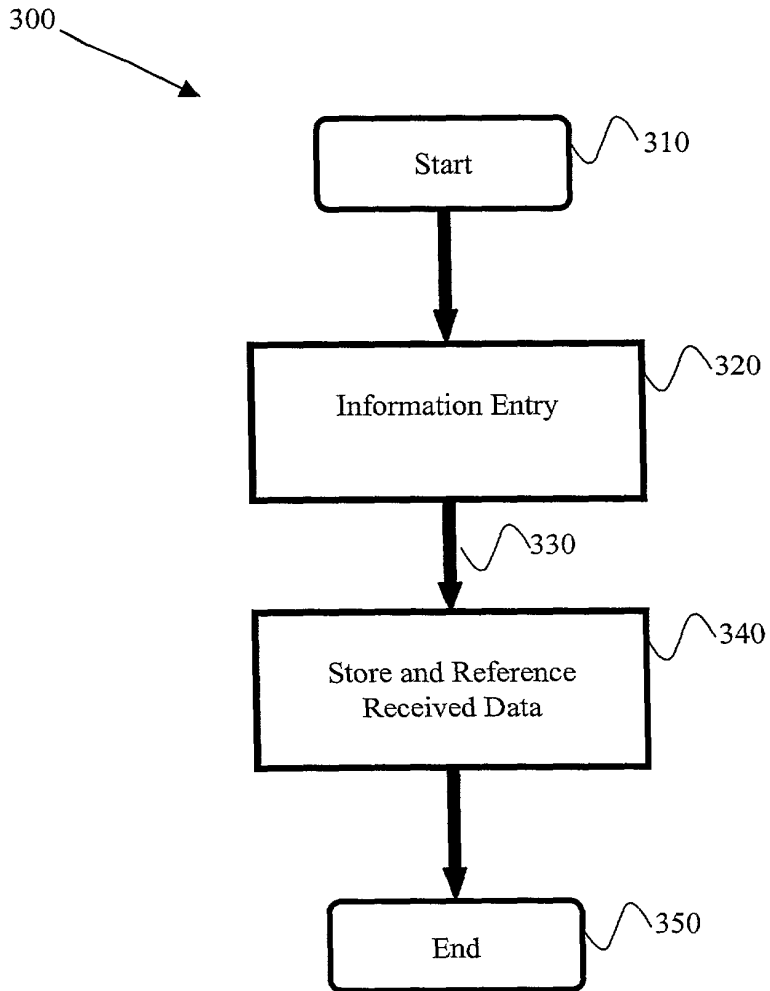 300
Start
310
Information Entry
320
330
Store and Reference
Received Data
340
End
350